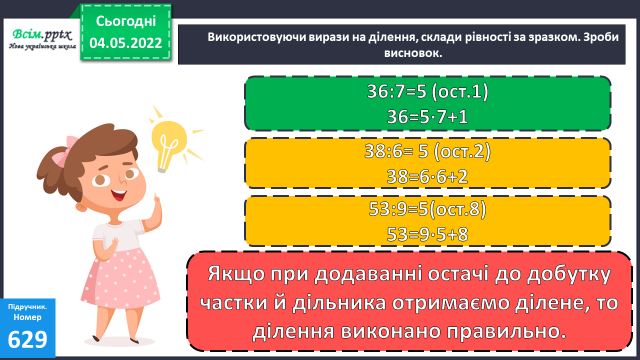 Всім.pptx
Нова українська школа
Сьогодні
04.05.2022
Використовуючи вирази на ділення, склади рівності за зразком. Зроби
висновок.
36:7=5 (ост.1)
36=5·7+1
38:6= 5 (ост.2)
38=6·6+2
53:9=5(ост.8)
53=9·5+8
Якщо при додаванні остачі до добутку
частки й дільника отримаємо ділене, то
ділення виконано правильно.
Підручник.
Номер
629